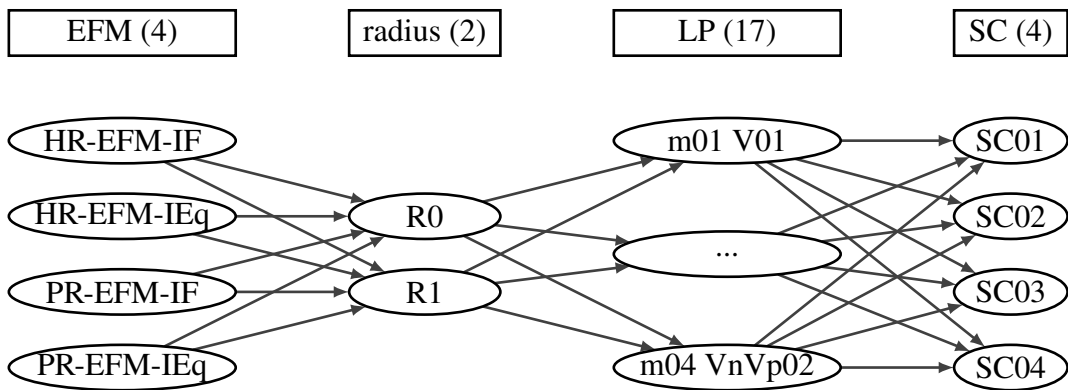 EFM (4) radius (2) LP (17) SC (4)
HR-EFM-IF m01 V01 SC01
HR-EFM-IEq R0 SC02
...
PR-EFM-IF R1 SC03
PR-EFM-IEq m04 VnVp02 SC04